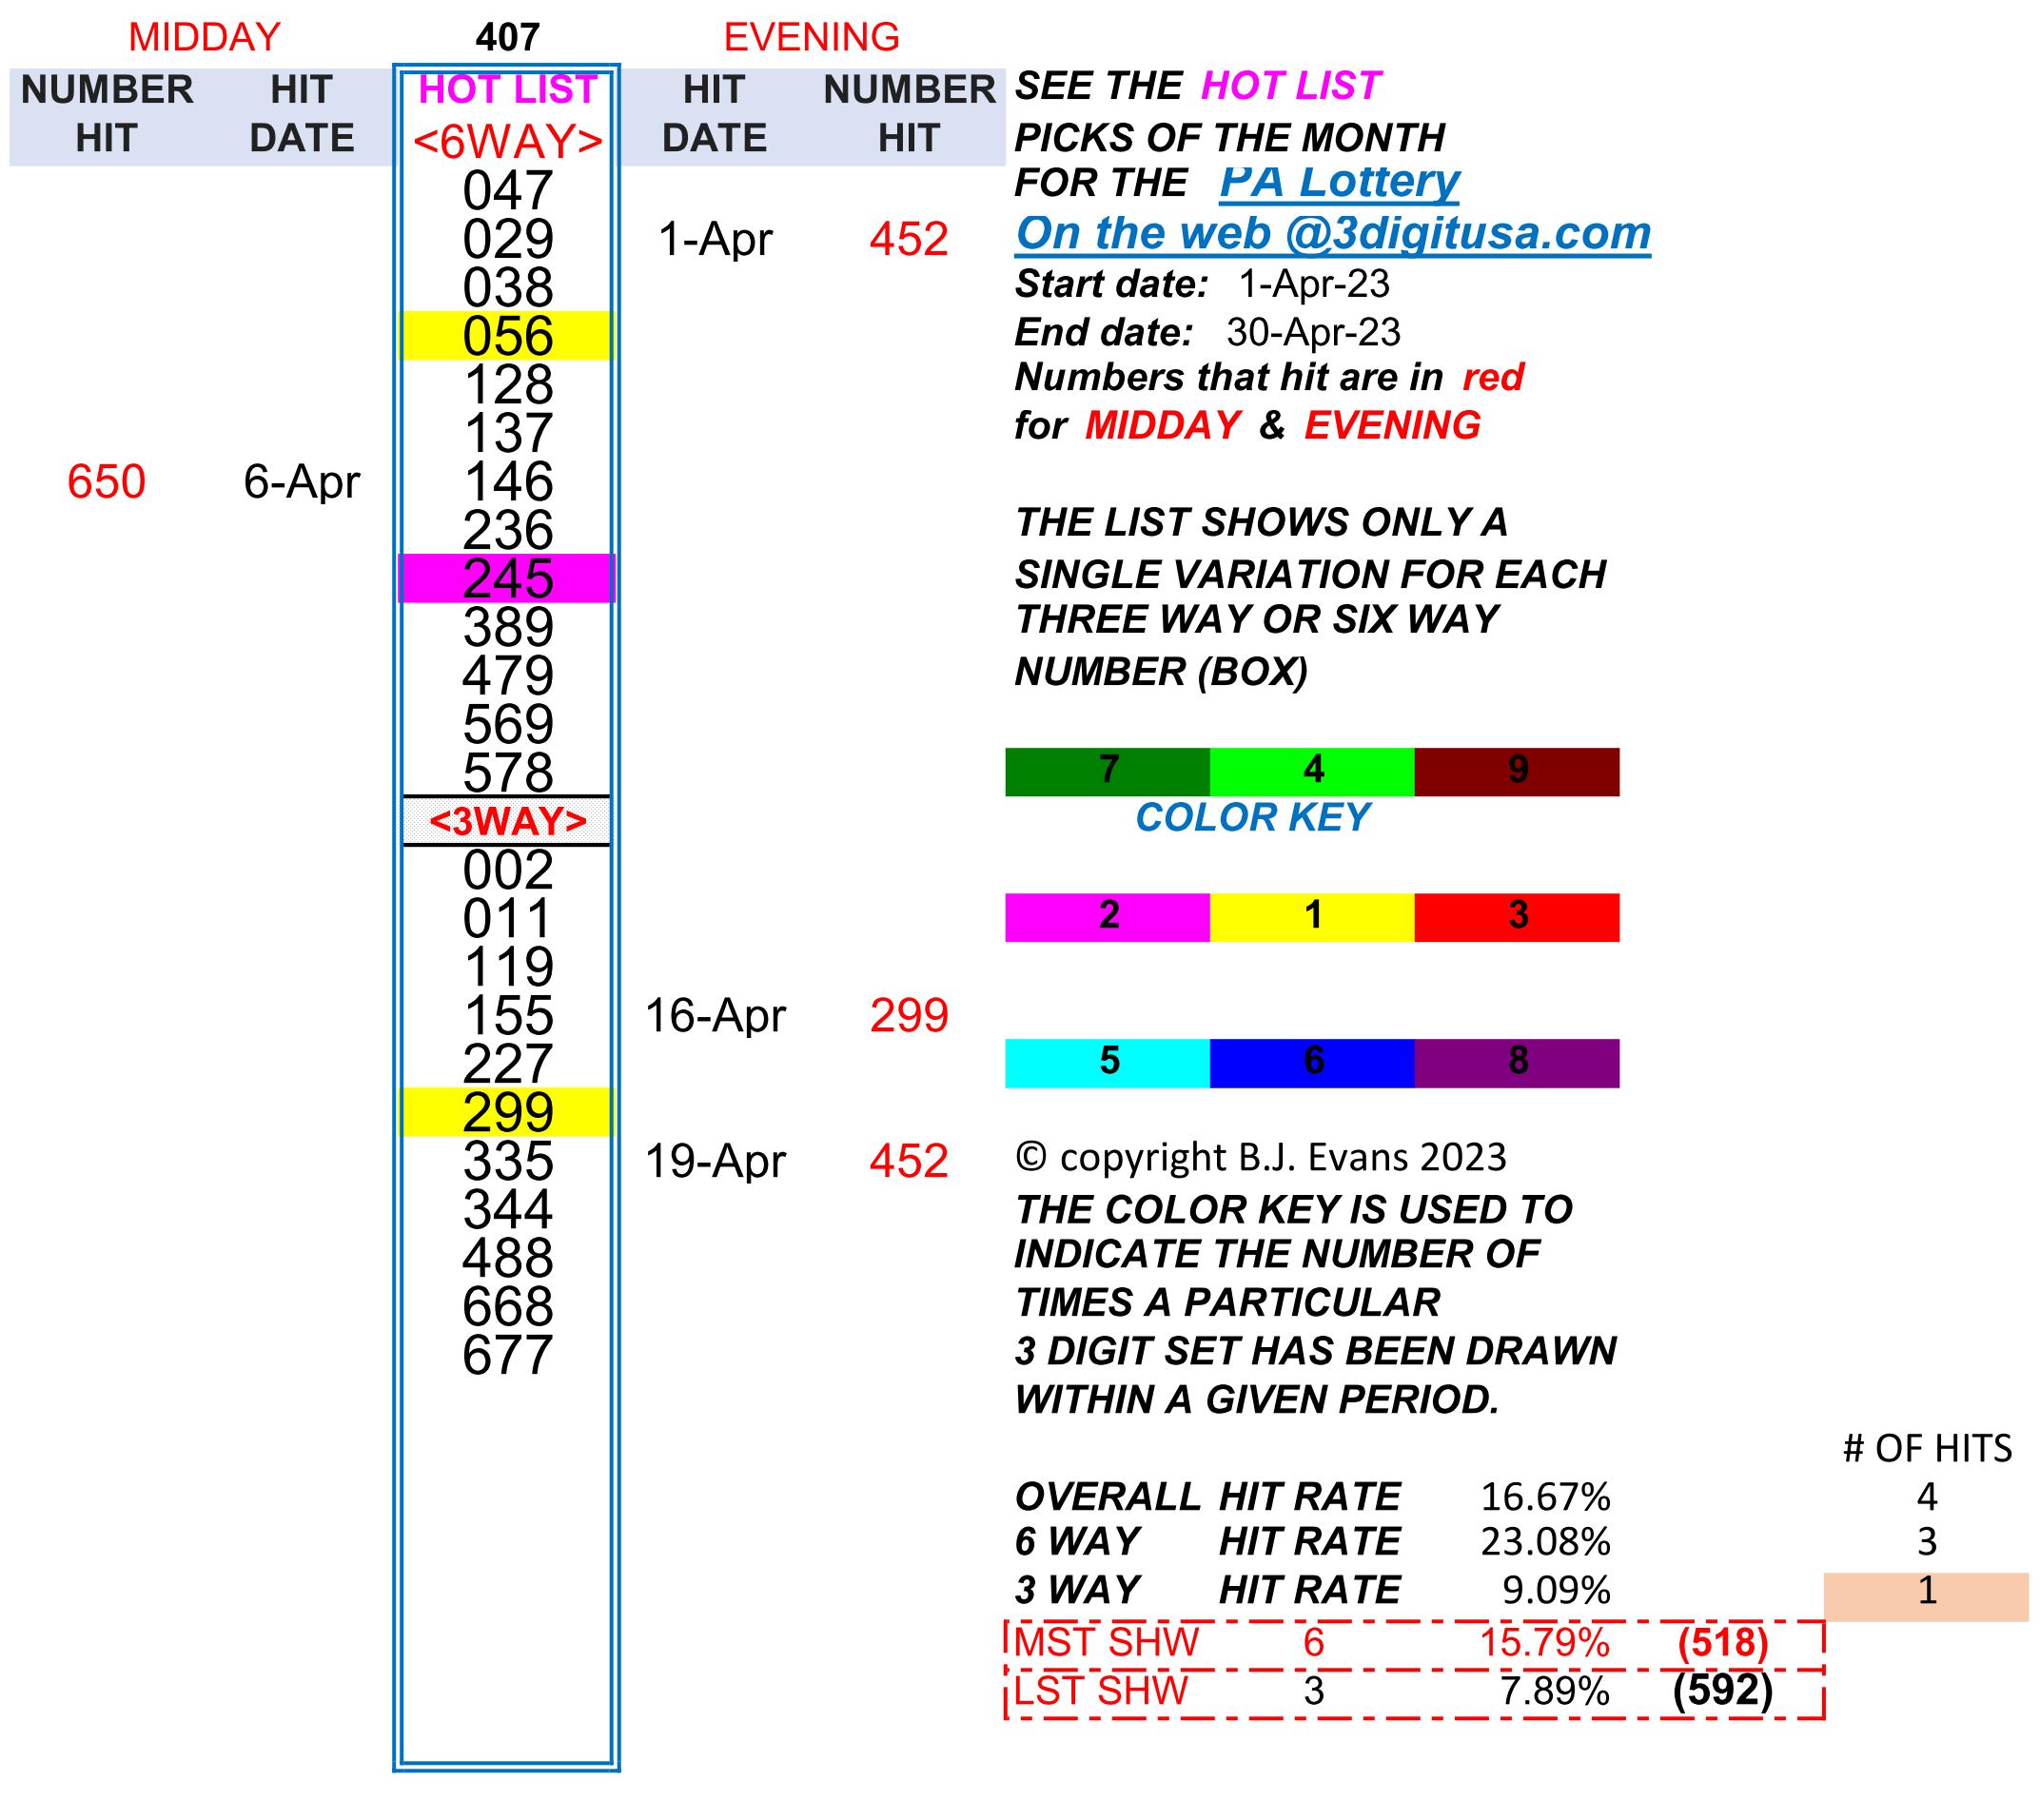 MIDDAY 407 EVENING
NUMBER HIT HOT LIST HIT NUMBER SEE THE HOT LIST
HIT DATE <6WAY> DATE HIT PICKS OF THE MONTH
047 FOR THE PA Lottery
029 1-Apr 452 On the web @3digitusa.com
038 Start date: 1-Apr-23
056 End date: 30-Apr-23
128 Numbers that hit are in red
137 for MIDDAY & EVENING
650 6-Apr 146
236 THE LIST SHOWS ONLY A
245 SINGLE VARIATION FOR EACH
389 THREE WAY OR SIX WAY
479 NUMBER (BOX)
569
578 7 4 9
<3WAY> COLOR KEY
002
011 2 1 3
119
155 16-Apr 299
227 5 6 8
299
335 19-Apr 452 © copyright B.J. Evans 2023
344 THE COLOR KEY IS USED TO
488 INDICATE THE NUMBER OF
668 TIMES A PARTICULAR
677 3 DIGIT SET HAS BEEN DRAWN
WITHIN A GIVEN PERIOD.
# OF HITS
OVERALL HIT RATE 16.67% 4
6 WAY HIT RATE 23.08% 3
3 WAY HIT RATE 9.09% 1
MST SHW 6 15.79% (518)
LST SHW 3 7.89% (592)